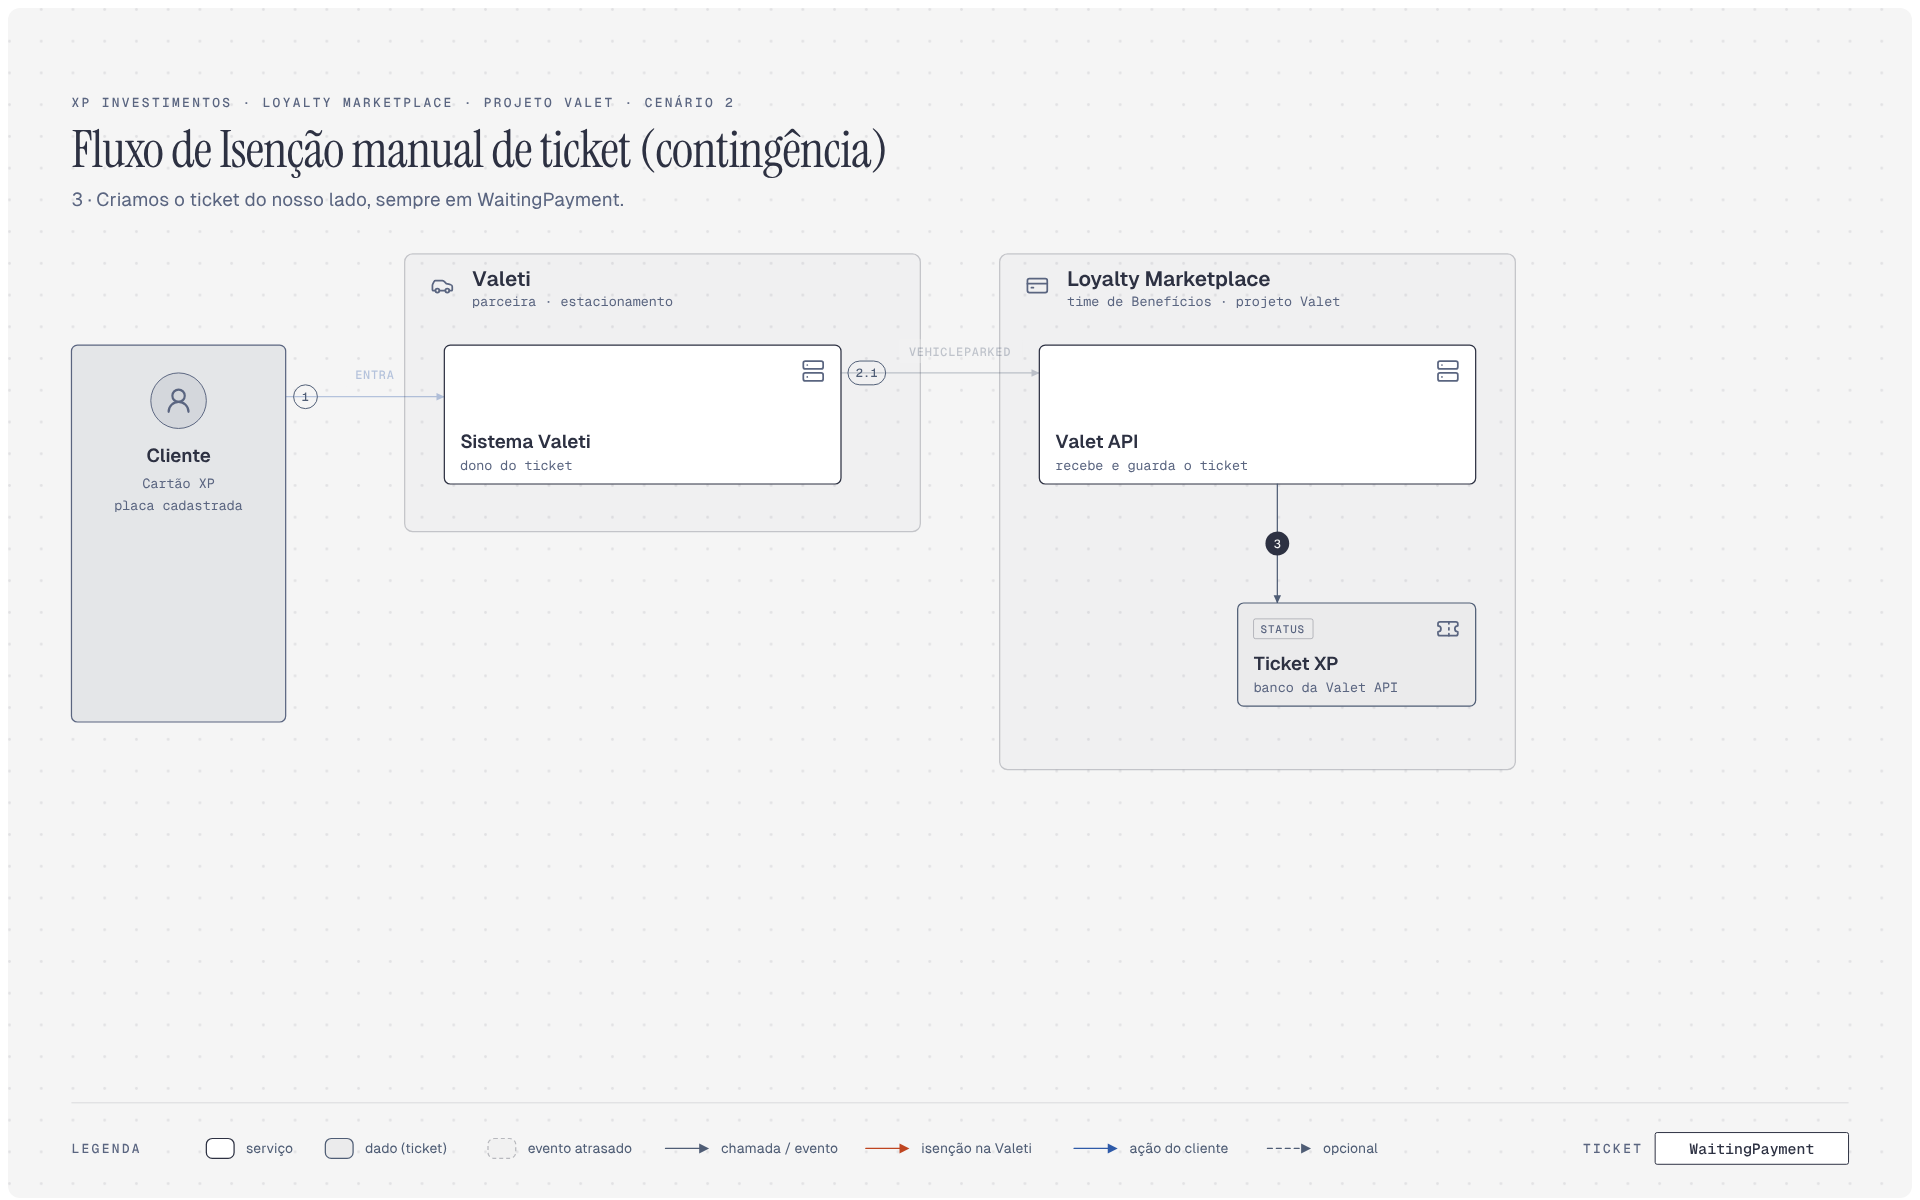 XP INVESTIMENTOS · LOYALTY MARKETPLACE · PROJETO VALET · CENÁRIO 2
Fluxo de Isenção manual de ticket (contingência)
3 · Criamos o ticket do nosso lado, sempre em WaitingPayment.
Valeti
parceira · estacionamento
Loyalty Marketplace
time de Benefícios · projeto Valet
Cliente
Cartão XP
placa cadastrada
1
ENTRA
Sistema Valeti
dono do ticket
2.1
VEHICLEPARKED
Valet API
recebe e guarda o ticket
3
STATUS
Ticket XP
banco da Valet API
LEGENDA
serviço
dado (ticket)
evento atrasado
chamada / evento
isenção na Valeti
ação do cliente
opcional
TICKET
WaitingPayment